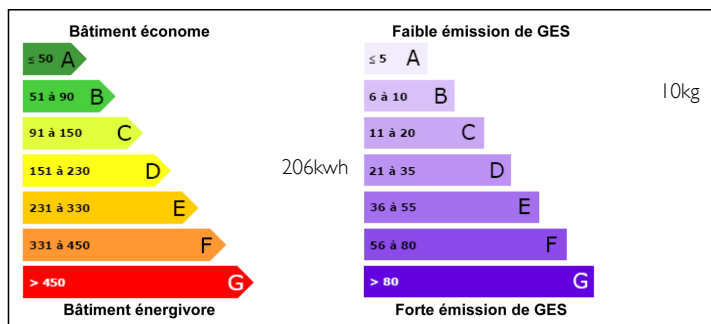 Bâtiment économe
≤ 50 A
51 à 90 B
91 à 150 C
151 à 230 D
206kwh
231 à 330 E
331 à 450 F
> 450 G
Bâtiment énergivore
Faible émission de GES
≤ 5 A
6 à 10 B
10kg
11 à 20 C
21 à 35 D
36 à 55 E
56 à 80 F
> 80 G
Forte émission de GES